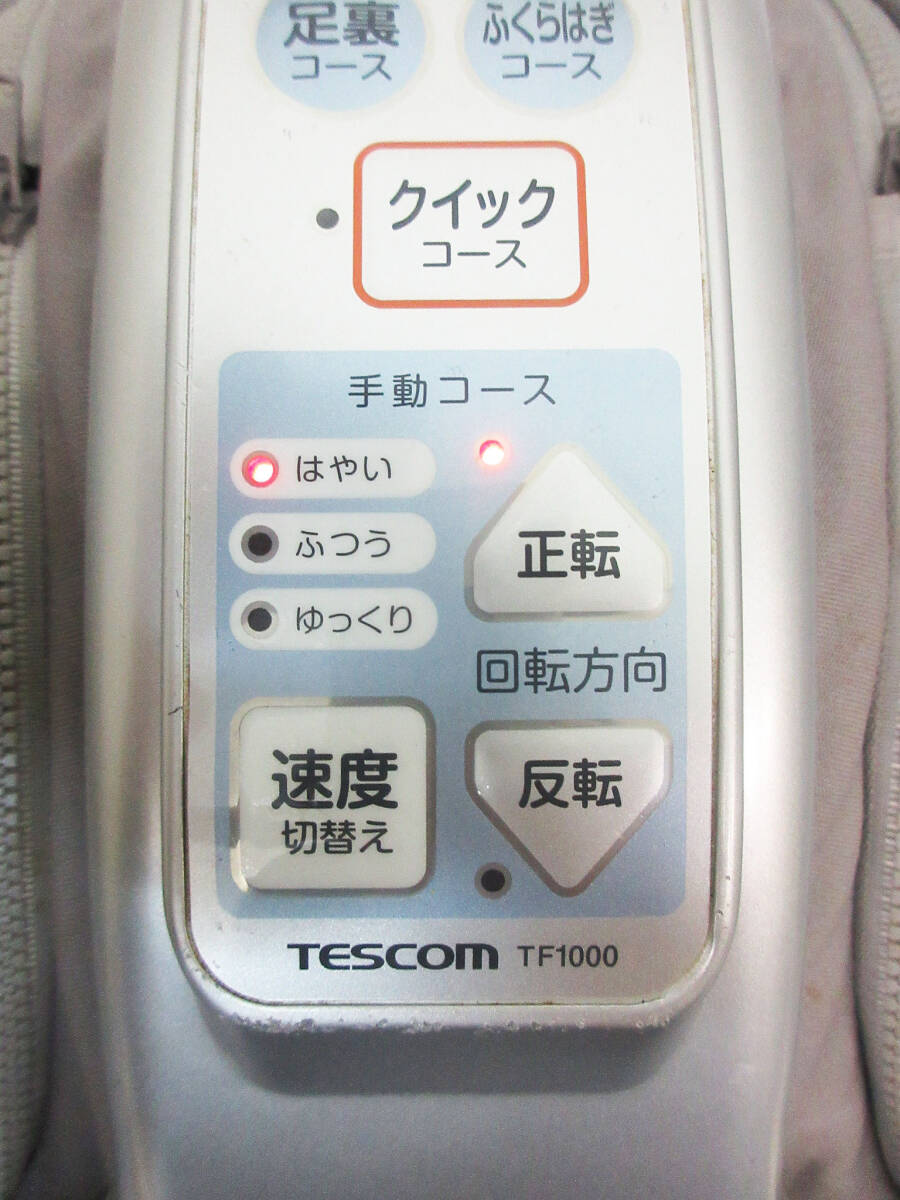 足裏
コース
ふくらはぎ
コース
クイック
コース
手動コース
はやい
ふつう
ゆっくり
正転
回転方向
速度
切替え
反転
TESCOM TF1000